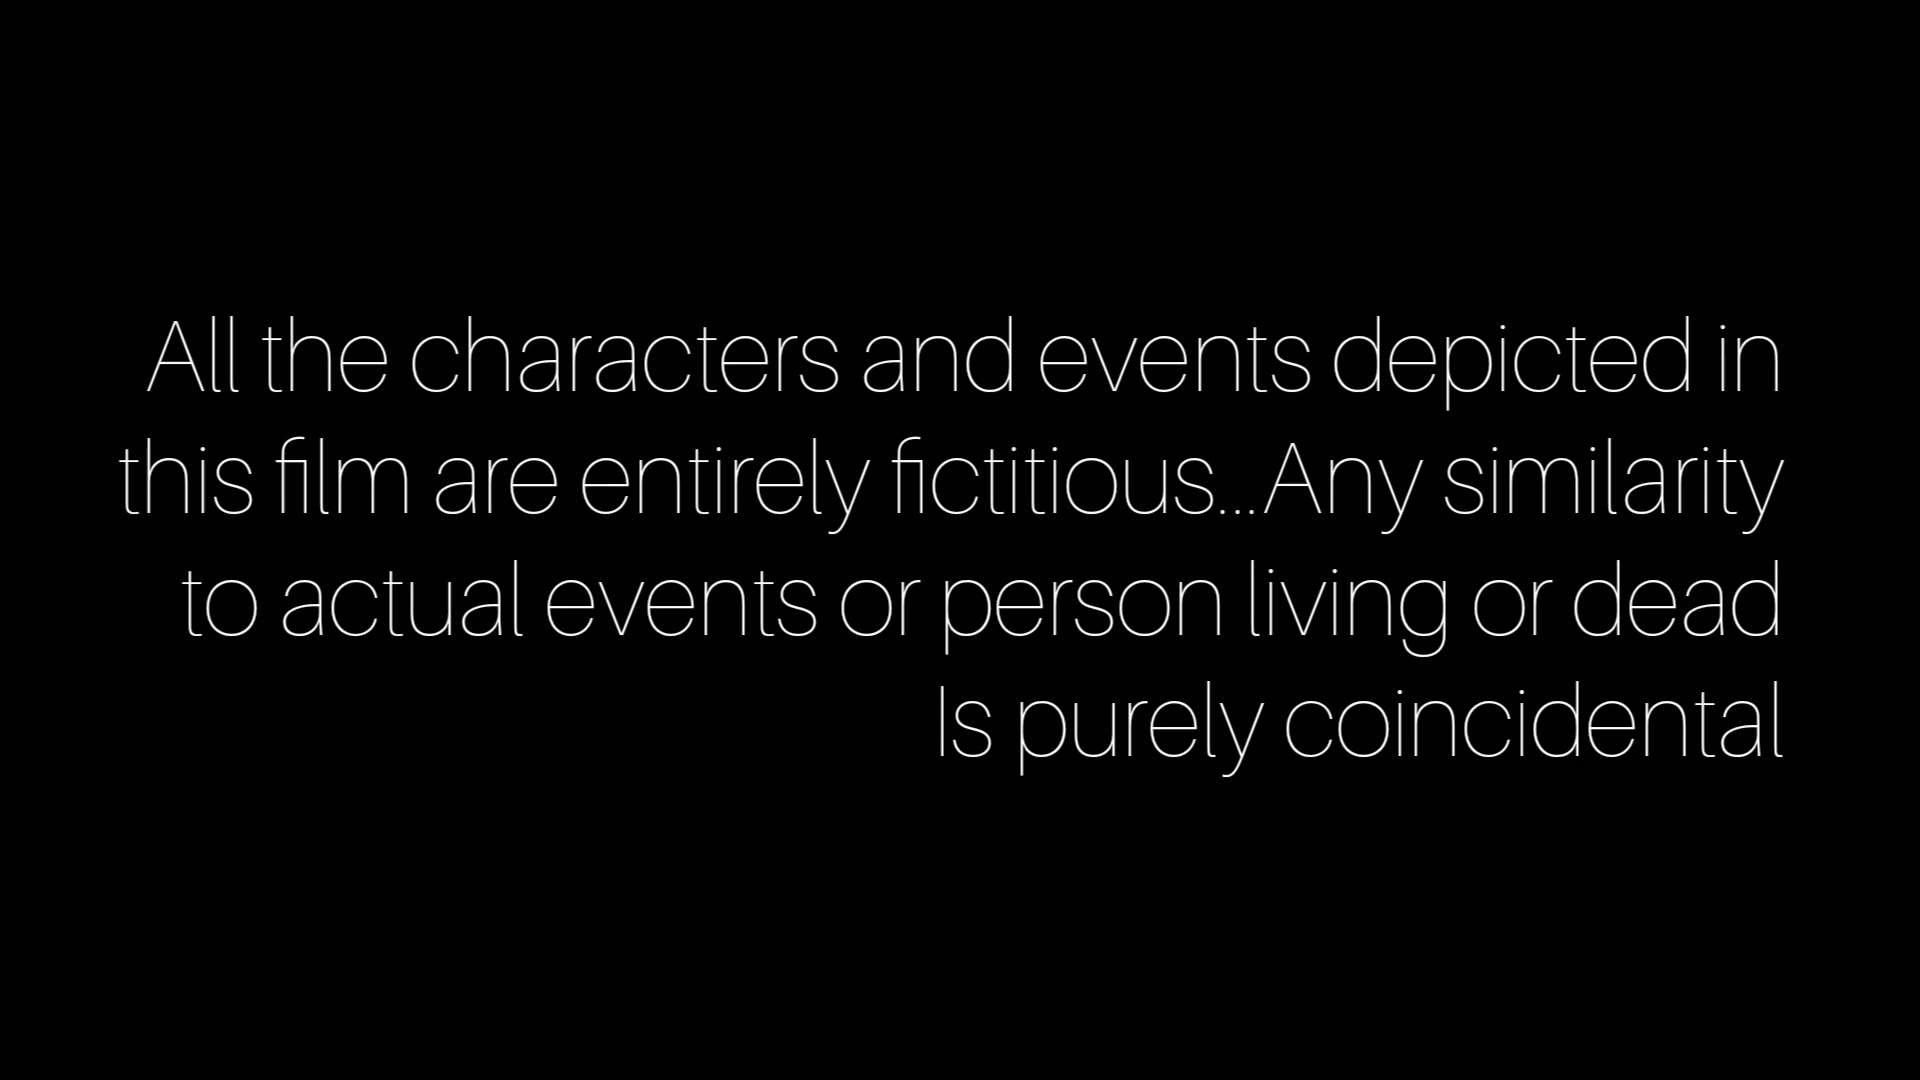 All the characters and events depicted in
this film are entirely fictitious...Any similarity
to actual events or person living or dead
Is purely coincidental